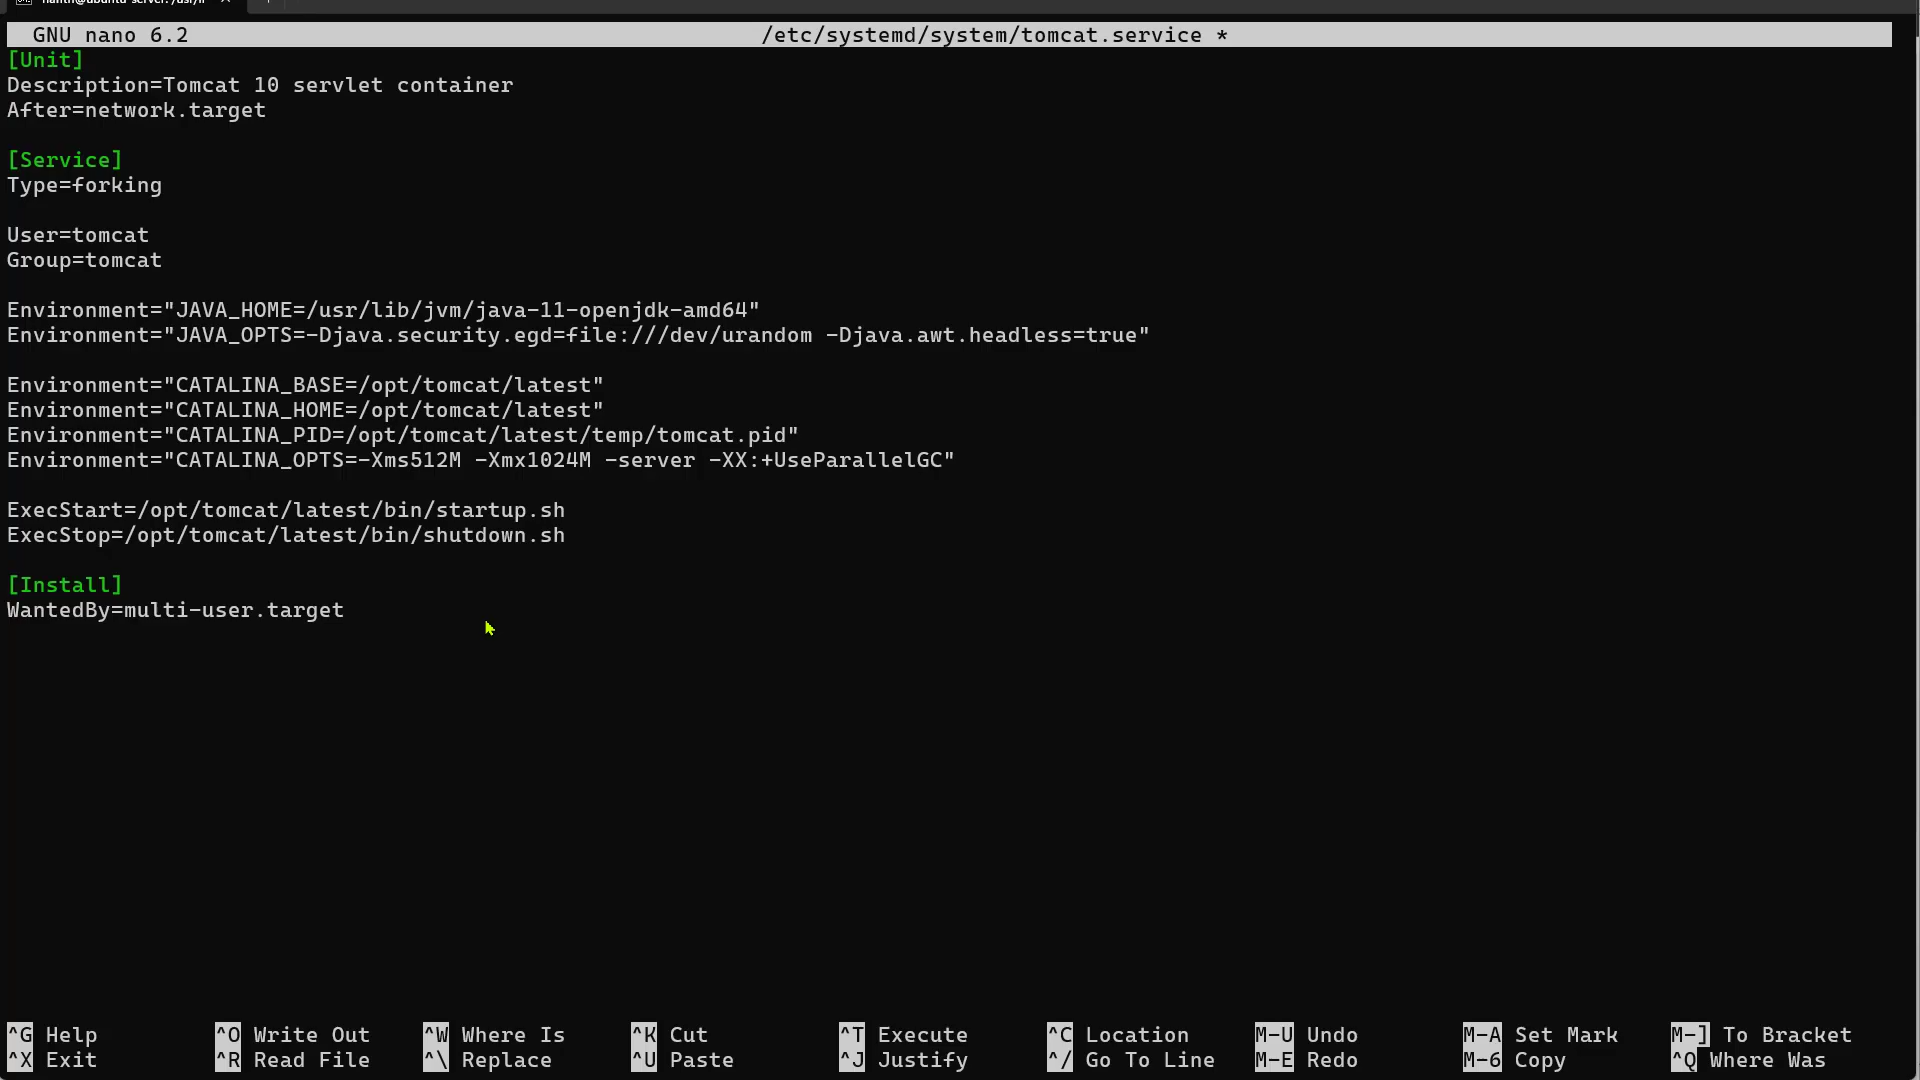 GNU nano 6.2 /etc/systemd/system/tomcat.service *
[Unit]
Description=Tomcat 10 servlet container
After=network.target

[Service]
Type=forking

User=tomcat
Group=tomcat

Environment="JAVA_HOME=/usr/lib/jvm/java-11-openjdk-amd64"
Environment="JAVA_OPTS=-Djava.security.egd=file:///dev/urandom -Djava.awt.headless=true"

Environment="CATALINA_BASE=/opt/tomcat/latest"
Environment="CATALINA_HOME=/opt/tomcat/latest"
Environment="CATALINA_PID=/opt/tomcat/latest/temp/tomcat.pid"
Environment="CATALINA_OPTS=-Xms512M -Xmx1024M -server -XX:+UseParallelGC"

ExecStart=/opt/tomcat/latest/bin/startup.sh
ExecStop=/opt/tomcat/latest/bin/shutdown.sh

[Install]
WantedBy=multi-user.target

^G Help ^O Write Out ^W Where Is ^K Cut ^T Execute ^C Location M-U Undo M-A Set Mark M-] To Bracket
^X Exit ^R Read File ^\ Replace ^U Paste ^J Justify ^/ Go To Line M-E Redo M-6 Copy ^Q Where Was